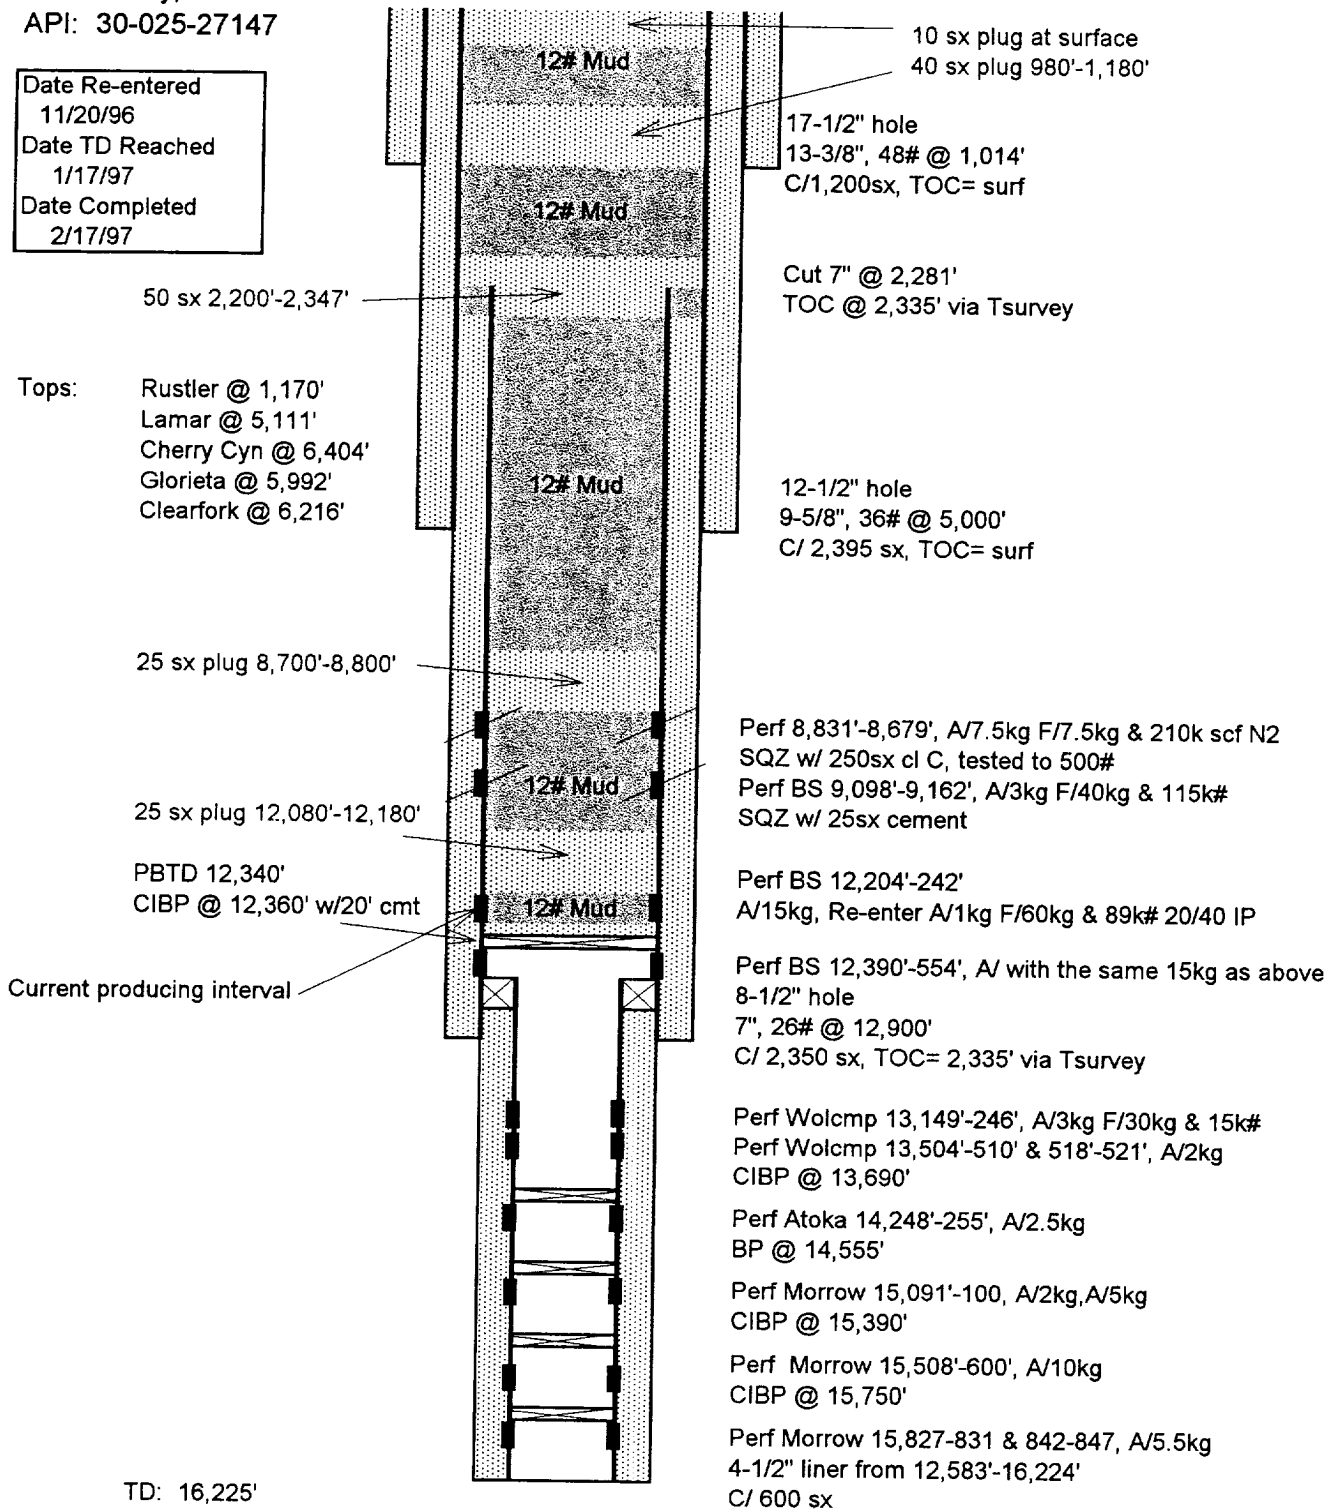 API: 30-025-27147
Date Re-entered
11/20/96
Date TD Reached
1/17/97
Date Completed
2/17/97
10 sx plug at surface
40 sx plug 980'-1,180'
12# Mud
17-1/2" hole
13-3/8", 48# @ 1,014'
C/1,200sx, TOC= surf
12# Mud
Cut 7" @ 2,281'
TOC @ 2,335' via Tsurvey
50 sx 2,200'-2,347'
Tops:
Rustler @ 1,170'
Lamar @ 5,111'
Cherry Cyn @ 6,404'
Glorieta @ 5,992'
Clearfork @ 6,216'
12# Mud
12-1/2" hole
9-5/8", 36# @ 5,000'
C/ 2,395 sx, TOC= surf
25 sx plug 8,700'-8,800'
Perf 8,831'-8,679', A/7.5kg F/7.5kg & 210k scf N2
SQZ w/ 250sx cl C, tested to 500#
Perf BS 9,098'-9,162', A/3kg F/40kg & 115k#
SQZ w/ 25sx cement
12# Mud
25 sx plug 12,080'-12,180'
PBTD 12,340'
CIBP @ 12,360' w/20' cmt
12# Mud
Perf BS 12,204'-242'
A/15kg, Re-enter A/1kg F/60kg & 89k# 20/40 IP
Current producing interval
Perf BS 12,390'-554', A/ with the same 15kg as above
8-1/2" hole
7", 26# @ 12,900'
C/ 2,350 sx, TOC= 2,335' via Tsurvey
Perf Wolcmp 13,149'-246', A/3kg F/30kg & 15k#
Perf Wolcmp 13,504'-510' & 518'-521', A/2kg
CIBP @ 13,690'
Perf Atoka 14,248'-255', A/2.5kg
BP @ 14,555'
Perf Morrow 15,091'-100, A/2kg,A/5kg
CIBP @ 15,390'
Perf  Morrow 15,508'-600', A/10kg
CIBP @ 15,750'
Perf Morrow 15,827-831 & 842-847, A/5.5kg
4-1/2" liner from 12,583'-16,224'
C/ 600 sx
TD: 16,225'